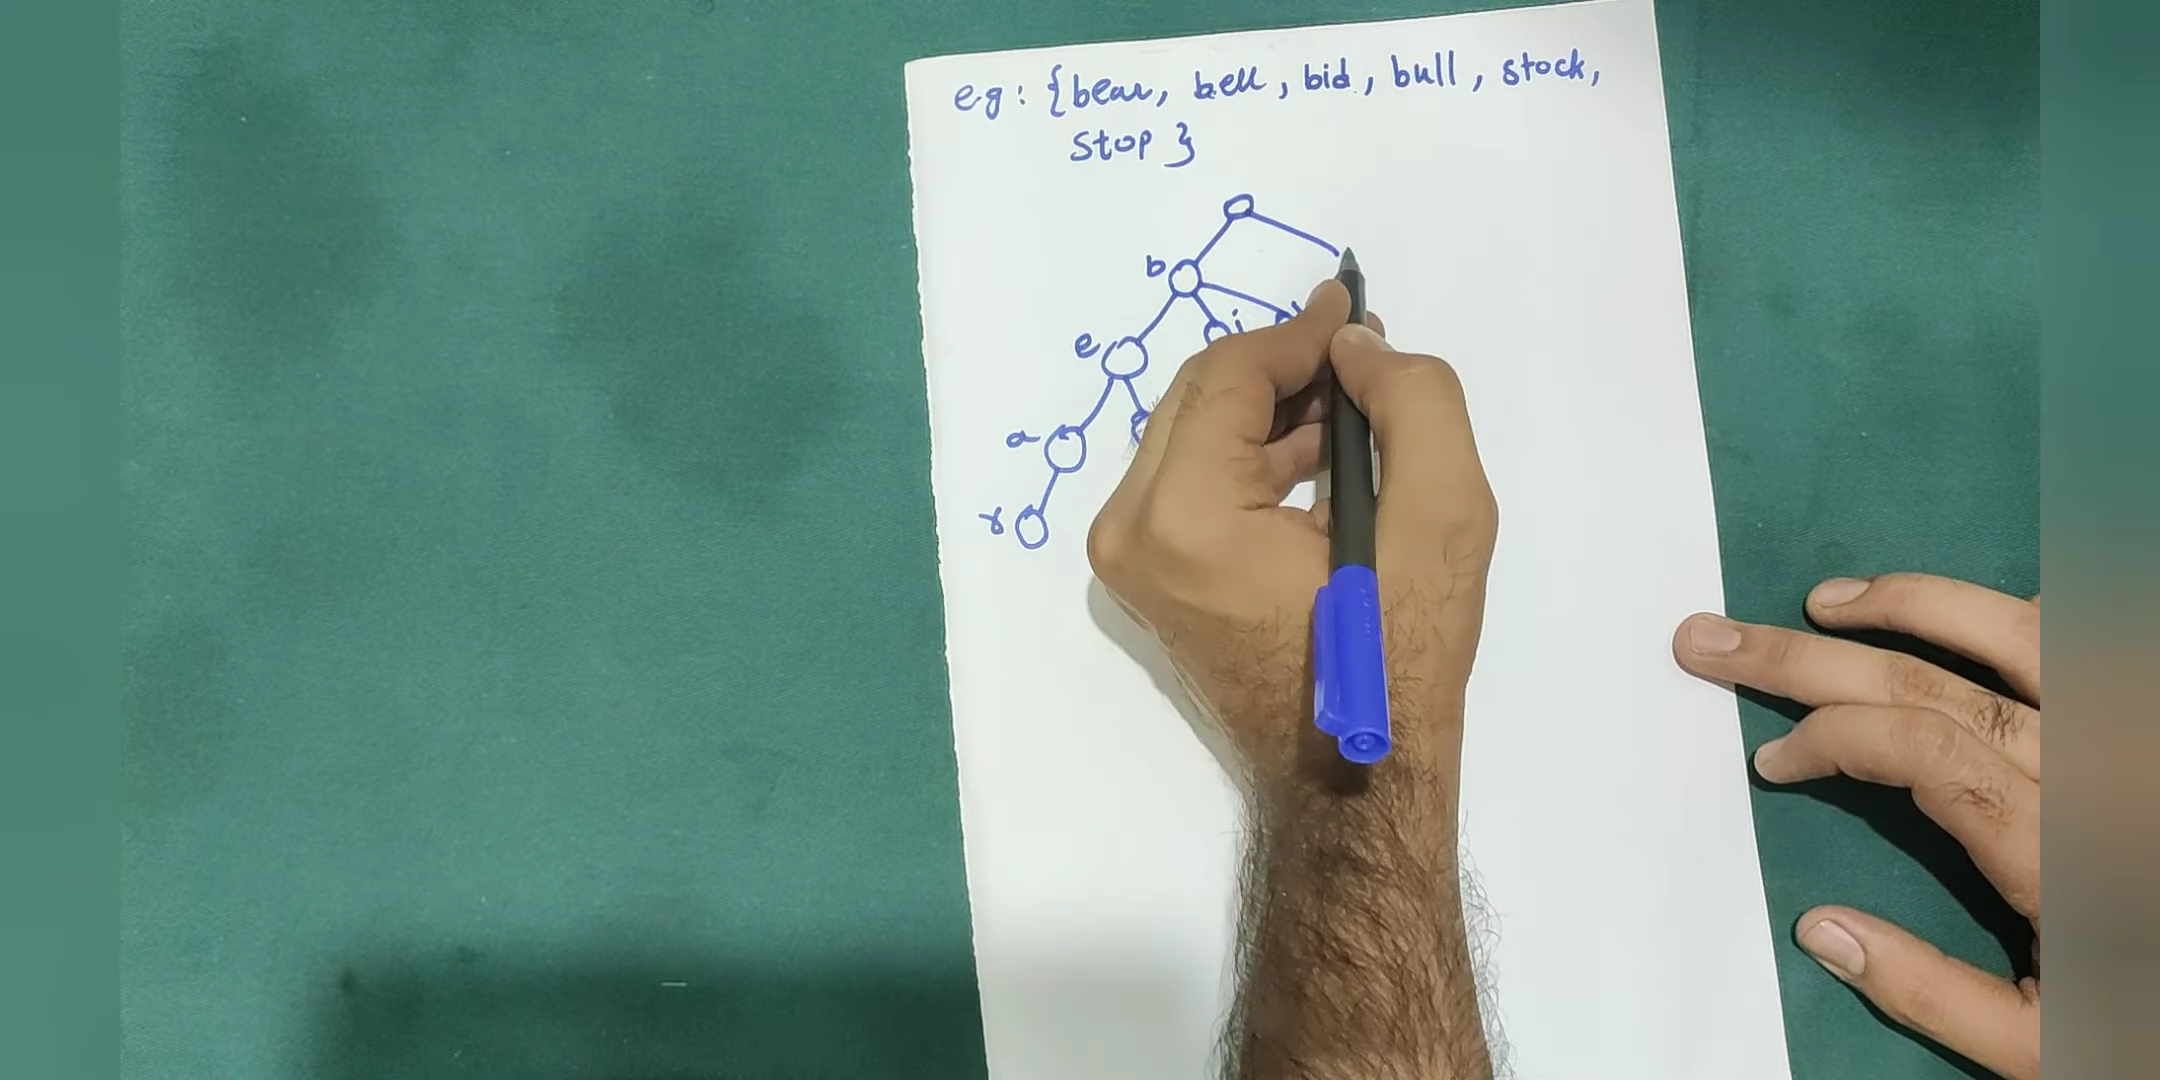 eg: {bear, bell, bid, bull, stock,
stop }
b
i
e
a
r